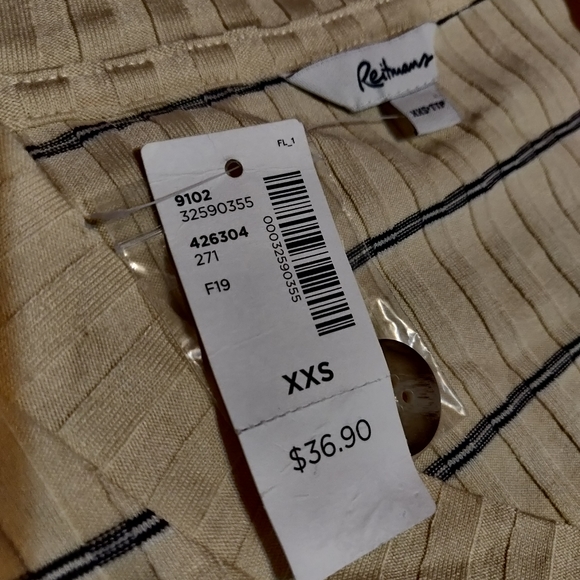 Reitmans
XXS-TTP
FL_1
9102
32590355
426304
271
F19
00032590355
XXS
$36.90